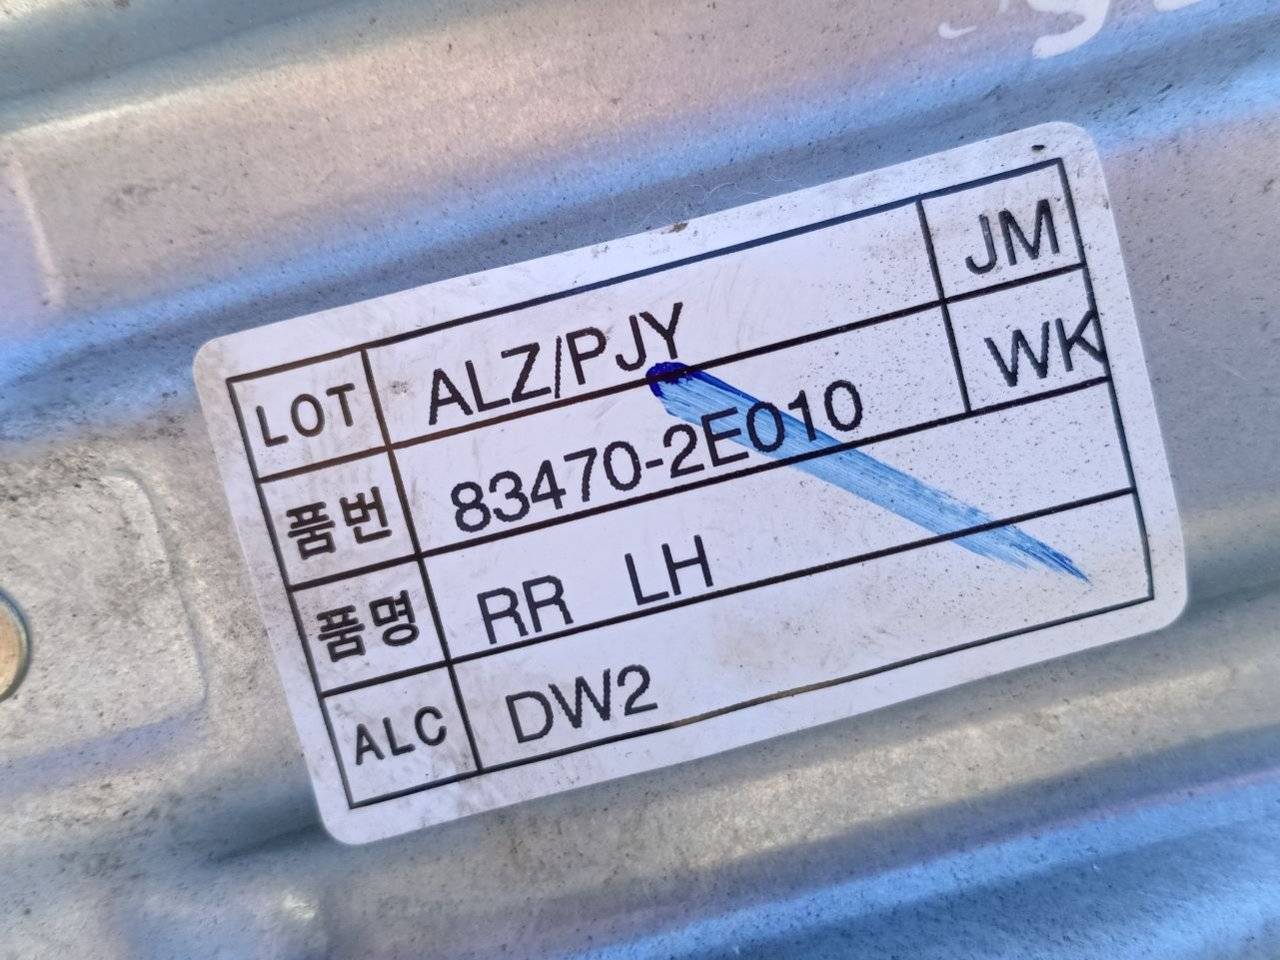 LOT ALZ/PJY JM
품번 83470-2E010 WK
품명 RR LH
ALC DW2